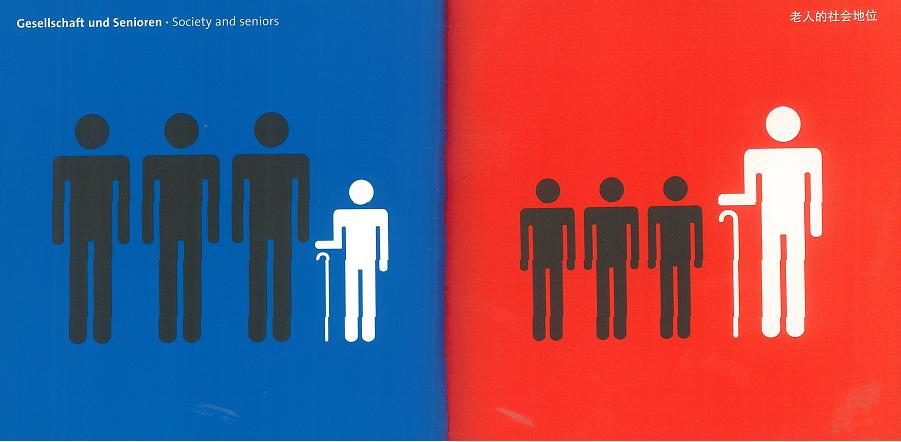 Gesellschaft und Senioren · Society and seniors
老人的社会地位